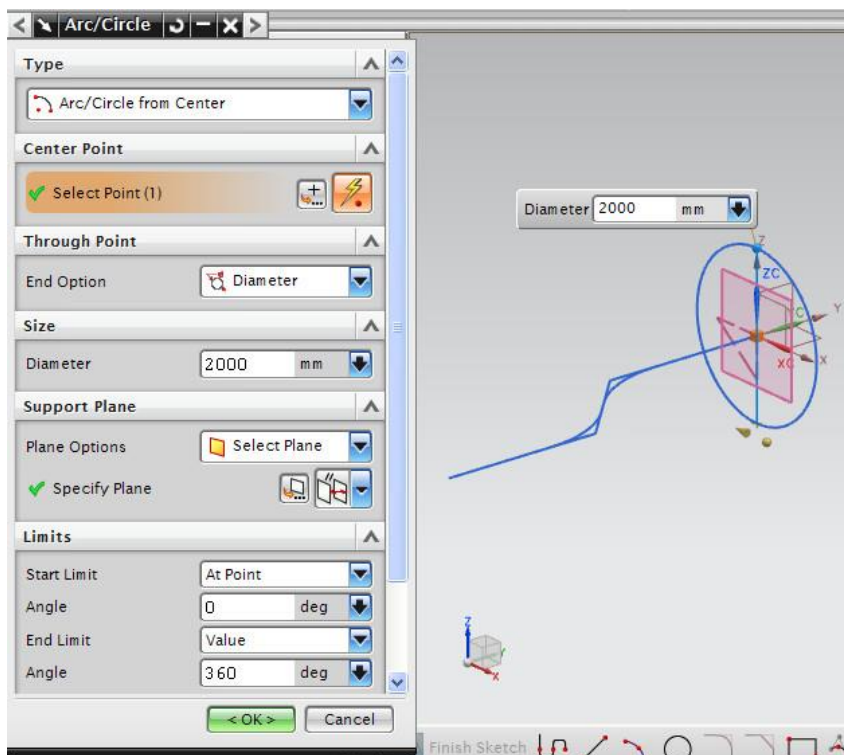 Arc/Circle
Type
Arc/Circle from Center
Center Point
Select Point (1)
Through Point
End Option Diameter
Size
Diameter 2000 mm
Support Plane
Plane Options Select Plane
Specify Plane
Limits
Start Limit At Point
Angle 0 deg
End Limit Value
Angle 360 deg
< OK > Cancel
Diameter 2000 mm
Z
ZC
Y
C
XC
X
Z
X
Finish Sketch